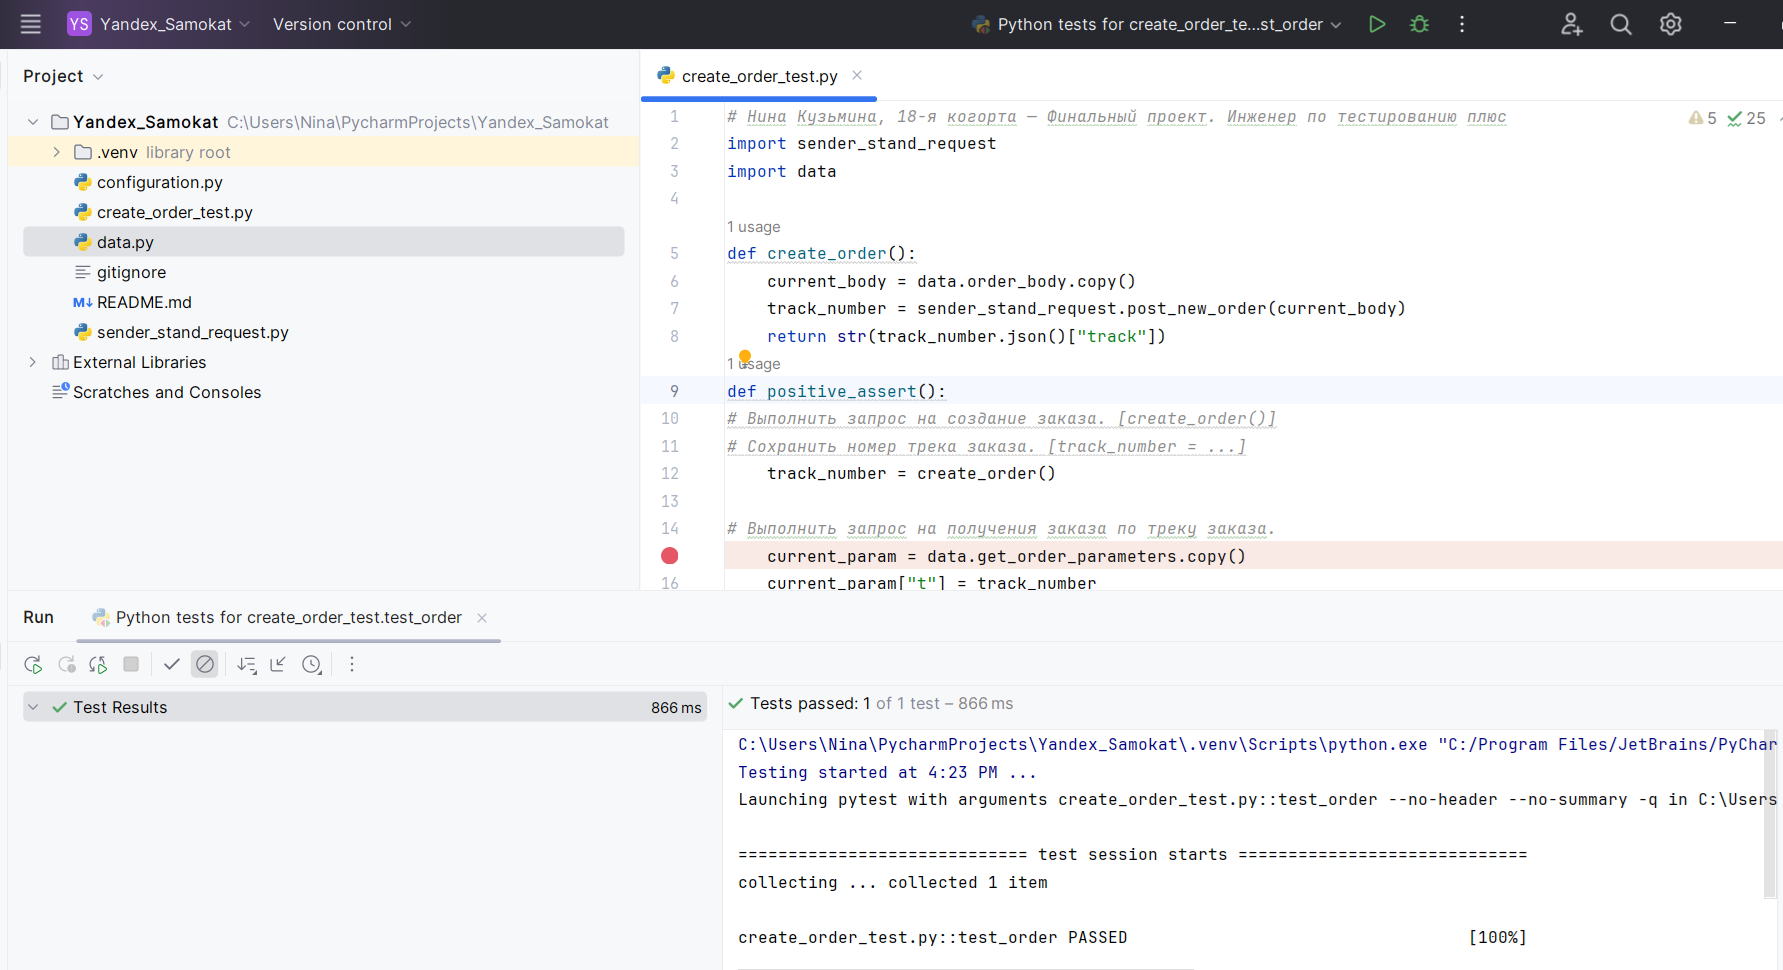 YS Yandex_Samokat Version control Python tests for create_order_te...st_order
Project
create_order_test.py
Yandex_Samokat C:\Users\Nina\PycharmProjects\Yandex_Samokat
.venv library root
configuration.py
create_order_test.py
data.py
gitignore
README.md
sender_stand_request.py
External Libraries
Scratches and Consoles
5 25
1 # Нина Кузьмина, 18-я когорта — Финальный проект. Инженер по тестированию плюс
2 import sender_stand_request
3 import data
4
1 usage
5 def create_order():
6 current_body = data.order_body.copy()
7 track_number = sender_stand_request.post_new_order(current_body)
8 return str(track_number.json()["track"])
1 usage
9 def positive_assert():
10 # Выполнить запрос на создание заказа. [create_order()]
11 # Сохранить номер трека заказа. [track_number = ...]
12 track_number = create_order()
13
14 # Выполнить запрос на получения заказа по треку заказа.
current_param = data.get_order_parameters.copy()
16 current_param["t"] = track_number
Run Python tests for create_order_test.test_order
Test Results 866 ms
Tests passed: 1 of 1 test – 866 ms
C:\Users\Nina\PycharmProjects\Yandex_Samokat\.venv\Scripts\python.exe "C:/Program Files/JetBrains/PyChar
Testing started at 4:23 PM ...
Launching pytest with arguments create_order_test.py::test_order --no-header --no-summary -q in C:\Users
============================= test session starts =============================
collecting ... collected 1 item
create_order_test.py::test_order PASSED [100%]